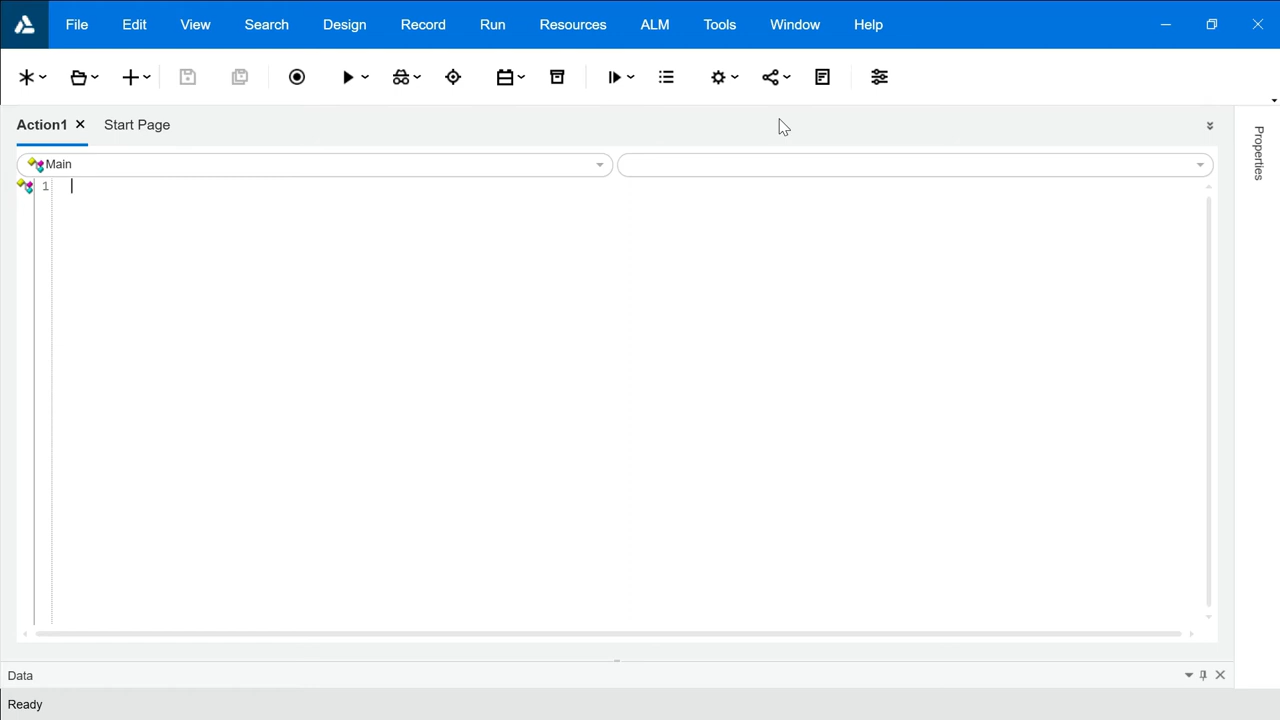 File Edit View Search Design Record Run Resources ALM Tools Window Help
Action1 Start Page
Main
1
Properties
Data
Ready